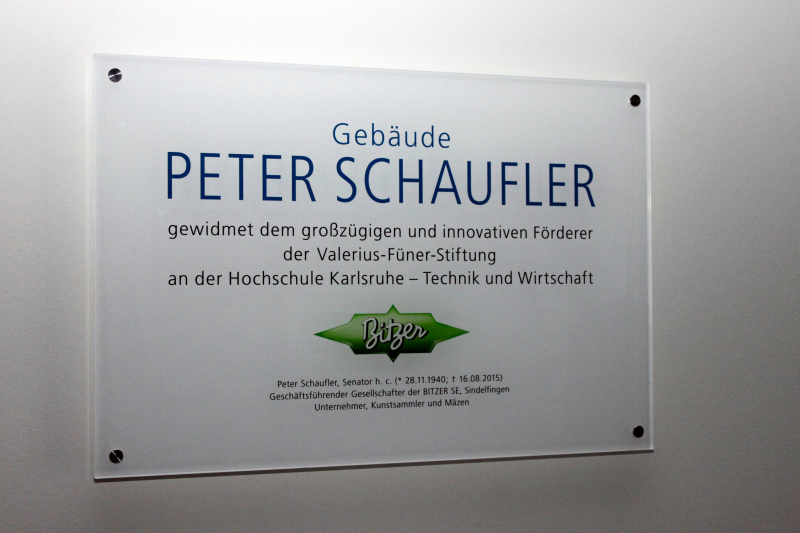 Gebäude
PETER SCHAUFLER
gewidmet dem großzügigen und innovativen Förderer
der Valerius-Füner-Stiftung
an der Hochschule Karlsruhe – Technik und Wirtschaft
Bitzer
Peter Schaufler, Senator h. c. (* 28.11.1940; † 16.08.2015)
Geschäftsführender Gesellschafter der BITZER SE, Sindelfingen
Unternehmer, Kunstsammler und Mäzen